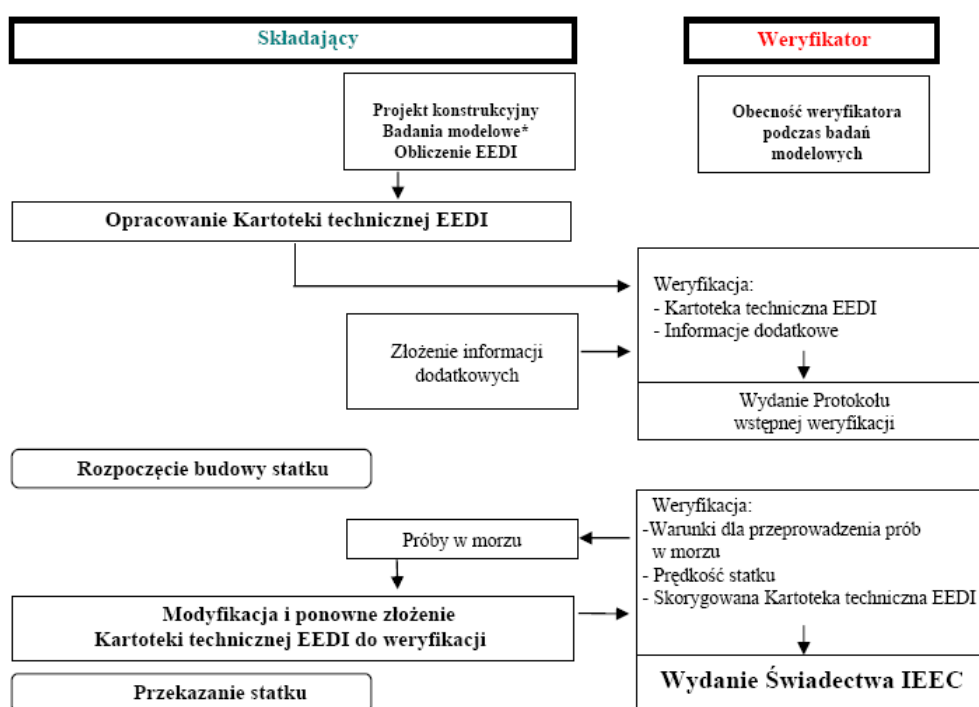 Składający
Weryfikator
Projekt konstrukcyjny
Badania modelowe*
Obliczenie EEDI
Obecność weryfikatora
podczas badań
modelowych
Opracowanie Kartoteki technicznej EEDI
Weryfikacja:
- Kartoteka techniczna EEDI
- Informacje dodatkowe
Złożenie informacji
dodatkowych
Wydanie Protokołu
wstępnej weryfikacji
Rozpoczęcie budowy statku
Weryfikacja:
-Warunki dla przeprowadzenia prób
w morzu
- Prędkość statku
- Skorygowana Kartoteka techniczna EEDI
Próby w morzu
Modyfikacja i ponowne złożenie
Kartoteki technicznej EEDI do weryfikacji
Wydanie Świadectwa IEEC
Przekazanie statku